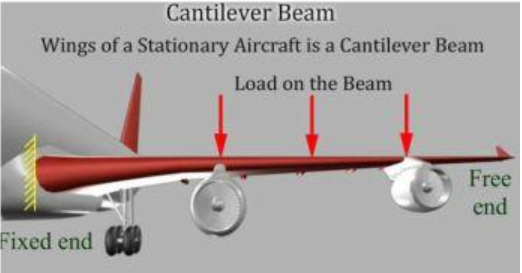 Cantilever Beam
Wings of a Stationary Aircraft is a Cantilever Beam
Load on the Beam
Free
end
Fixed end